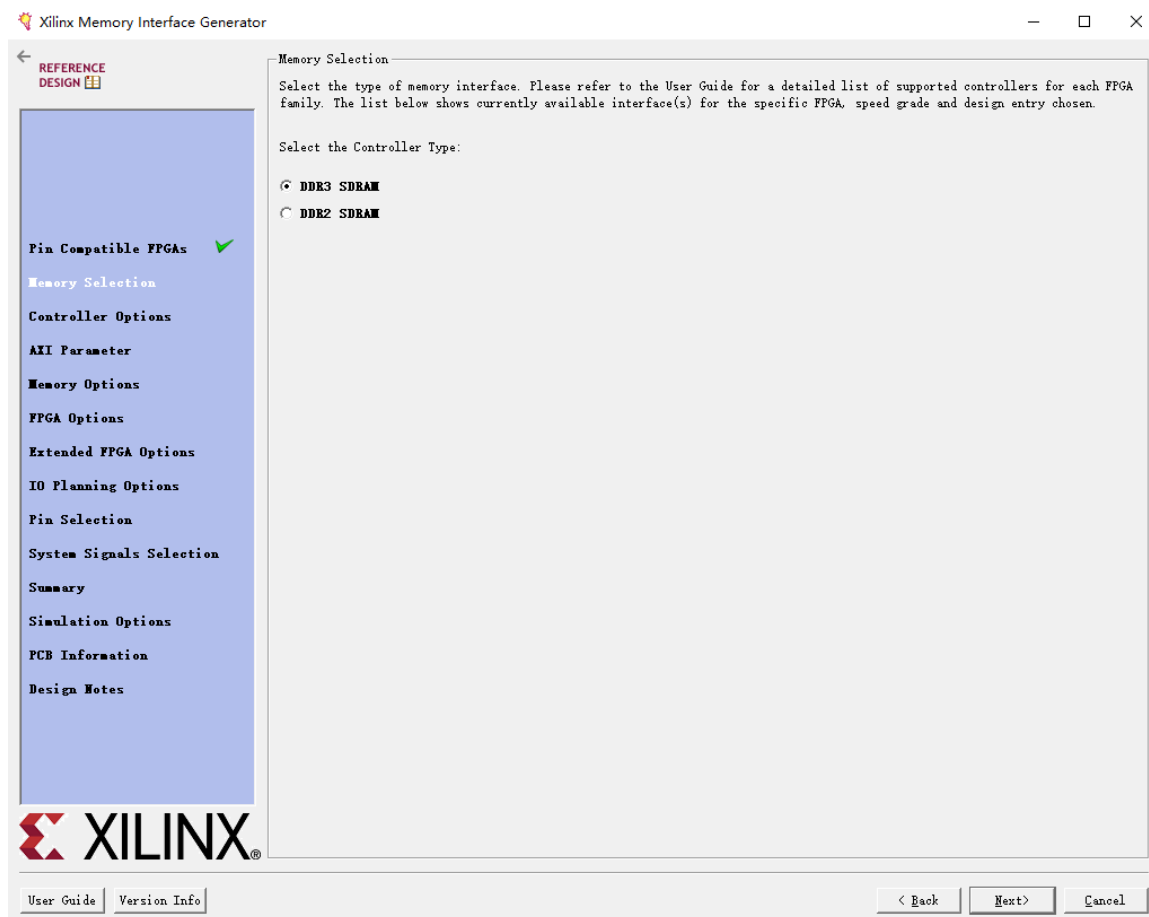 Xilinx Memory Interface Generator
REFERENCE
DESIGN
Pin Compatible FPGAs
Memory Selection
Controller Options
AXI Parameter
Memory Options
FPGA Options
Extended FPGA Options
IO Planning Options
Pin Selection
System Signals Selection
Summary
Simulation Options
PCB Information
Design Notes
XILINX®
Memory Selection
Select the type of memory interface. Please refer to the User Guide for a detailed list of supported controllers for each FPGA
family. The list below shows currently available interface(s) for the specific FPGA, speed grade and design entry chosen.
Select the Controller Type:
DDR3 SDRAM
DDR2 SDRAM
User Guide
Version Info
< Back
Next>
Cancel